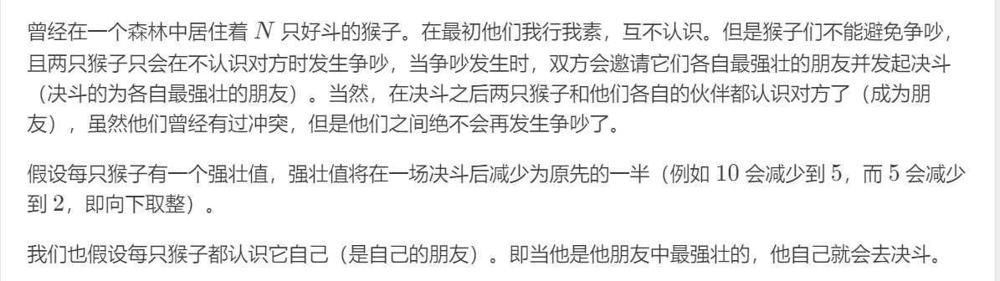 曾经在一个森林中居住着 N 只好斗的猴子。在最初他们我行我素，互不认识。但是猴子们不能避免争吵，
且两只猴子只会在不认识对方时发生争吵，当争吵发生时，双方会邀请它们各自最强壮的朋友并发起决斗
（决斗的为各自最强壮的朋友）。当然，在决斗之后两只猴子和他们各自的伙伴都认识对方了（成为朋
友），虽然他们曾经有过冲突，但是他们之间绝不会再发生争吵了。
假设每只猴子有一个强壮值，强壮值将在一场决斗后减少为原先的一半（例如 10 会减少到 5，而 5 会减少
到 2，即向下取整）。
我们也假设每只猴子都认识它自己（是自己的朋友）。即当他是他朋友中最强壮的，他自己就会去决斗。